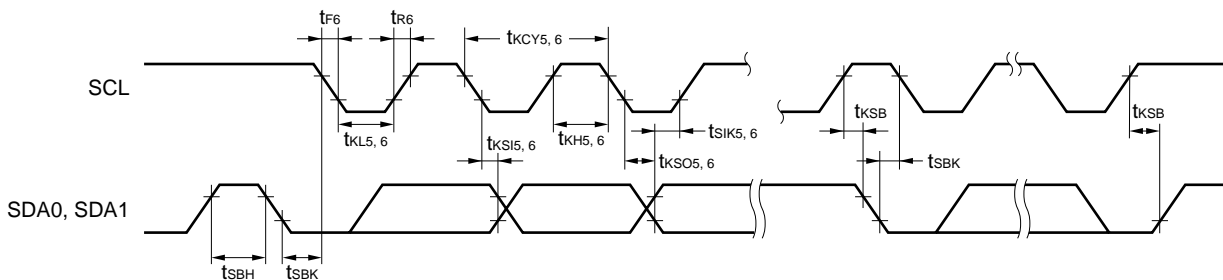 tF6 tR6 tKCY5, 6
SCL
tKL5, 6 tKSI5, 6 tKH5, 6 tKSO5, 6 tSIK5, 6 tKSB tSBK tKSB
SDA0, SDA1
tSBH tSBK